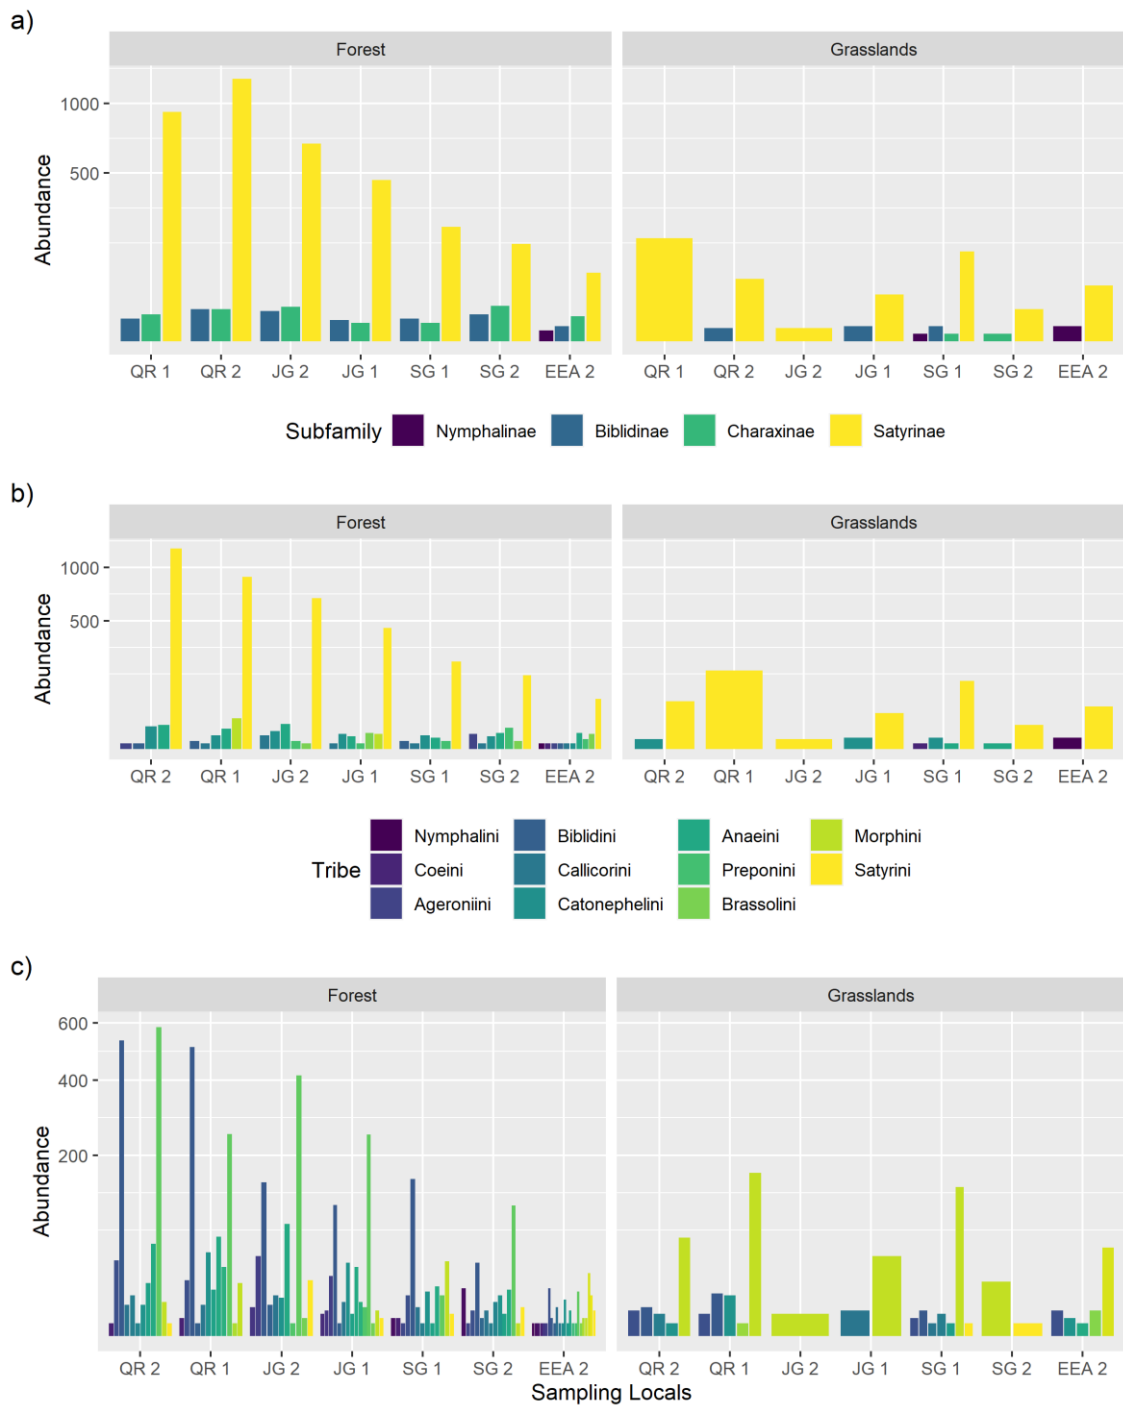 a)
Forest
Grasslands
Abundance
1000
500
QR 1 QR 2 JG 2 JG 1 SG 1 SG 2 EEA 2
QR 1 QR 2 JG 2 JG 1 SG 1 SG 2 EEA 2
Subfamily Nymphalinae Biblidinae Charaxinae Satyrinae
b)
Forest
Grasslands
Abundance
1000
500
QR 2 QR 1 JG 2 JG 1 SG 1 SG 2 EEA 2
QR 2 QR 1 JG 2 JG 1 SG 1 SG 2 EEA 2
Tribe
Nymphalini Biblidini Anaeini Morphini
Coeini Callicorini Preponini Satyrini
Ageroniini Catonephelini Brassolini
c)
Forest
Grasslands
Abundance
600
400
200
QR 2 QR 1 JG 2 JG 1 SG 1 SG 2 EEA 2
QR 2 QR 1 JG 2 JG 1 SG 1 SG 2 EEA 2
Sampling Locals